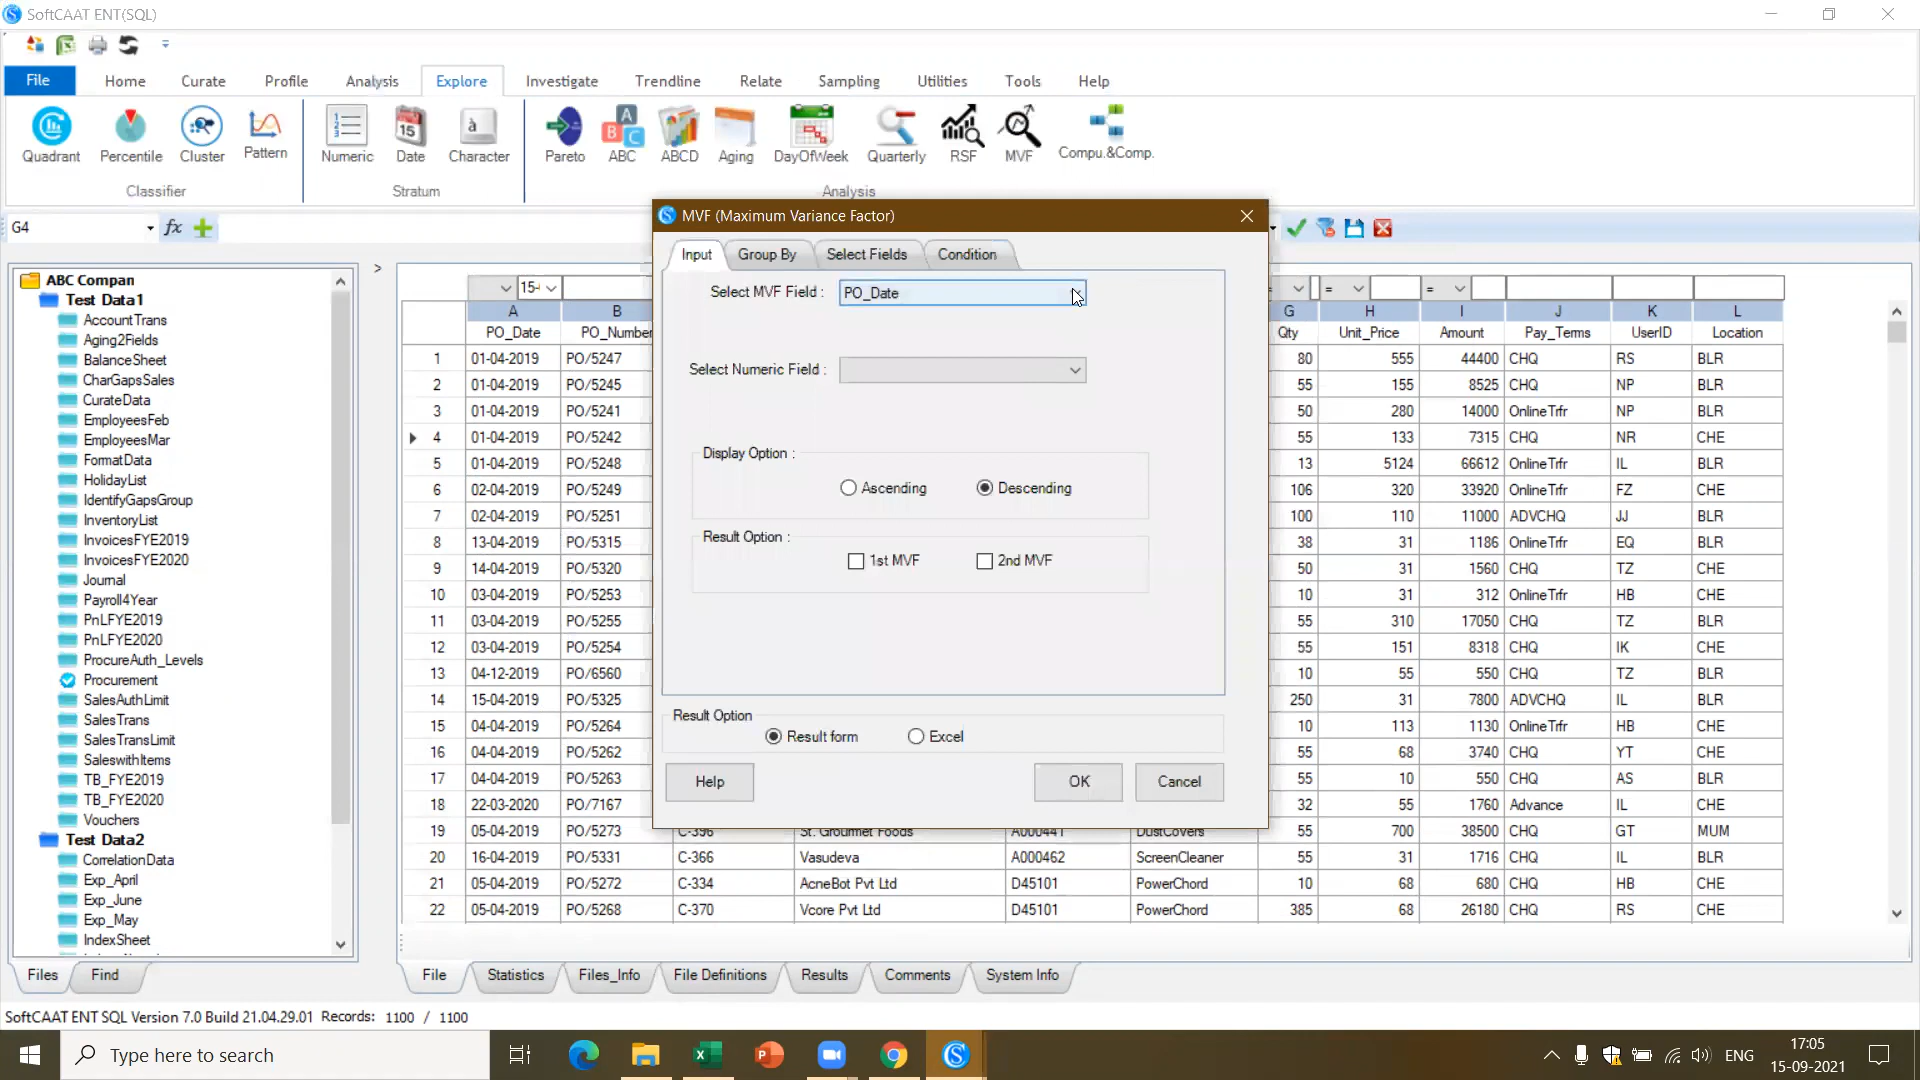 SoftCAAT ENT(SQL)
File Home Curate Profile Analysis Explore Investigate Trendline Relate Sampling Utilities Tools Help
Quadrant Percentile Cluster Pattern Numeric Date Character Pareto ABC ABCD Aging DayOfWeek Quarterly RSF MVF Compu.&Comp.
Classifier Stratum Analysis
G4 fx
MVF (Maximum Variance Factor)
Input Group By Select Fields Condition
Select MVF Field : PO_Date
Select Numeric Field :
Display Option :
Ascending Descending
Result Option :
1st MVF 2nd MVF
Result Option
Result form Excel
Help OK Cancel
ABC Compan
Test Data1
AccountTrans
Aging2Fields
BalanceSheet
CharGapsSales
CurateData
EmployeesFeb
EmployeesMar
FormatData
HolidayList
IdentifyGapsGroup
InventoryList
InvoicesFYE2019
InvoicesFYE2020
Journal
Payroll4Year
PnLFYE2019
PnLFYE2020
ProcureAuth_Levels
Procurement
SalesAuthLimit
SalesTrans
SalesTransLimit
SaleswithItems
TB_FYE2019
TB_FYE2020
Vouchers
Test Data2
CorrelationData
Exp_April
Exp_June
Exp_May
IndexSheet
Files Find
15-
= =
A B G H I J K L
PO_Date PO_Number Qty Unit_Price Amount Pay_Terms UserID Location
1 01-04-2019 PO/5247 80 555 44400 CHQ RS BLR
2 01-04-2019 PO/5245 55 155 8525 CHQ NP BLR
3 01-04-2019 PO/5241 50 280 14000 OnlineTrfr NP BLR
4 01-04-2019 PO/5242 55 133 7315 CHQ NR CHE
5 01-04-2019 PO/5248 13 5124 66612 OnlineTrfr IL BLR
6 02-04-2019 PO/5249 106 320 33920 OnlineTrfr FZ CHE
7 02-04-2019 PO/5251 100 110 11000 ADVCHQ JJ BLR
8 13-04-2019 PO/5315 38 31 1186 OnlineTrfr EQ BLR
9 14-04-2019 PO/5320 50 31 1560 CHQ TZ CHE
10 03-04-2019 PO/5253 10 31 312 OnlineTrfr HB CHE
11 03-04-2019 PO/5255 55 310 17050 CHQ TZ BLR
12 03-04-2019 PO/5254 55 151 8318 CHQ IK CHE
13 04-12-2019 PO/6560 10 55 550 CHQ TZ BLR
14 15-04-2019 PO/5325 250 31 7800 ADVCHQ IL BLR
15 04-04-2019 PO/5264 10 113 1130 OnlineTrfr HB CHE
16 04-04-2019 PO/5262 55 68 3740 CHQ YT CHE
17 04-04-2019 PO/5263 55 10 550 CHQ AS BLR
18 22-03-2020 PO/7167 32 55 1760 Advance IL CHE
19 05-04-2019 PO/5273 C-396 St. Grourmet Foods A000441 DustCovers 55 700 38500 CHQ GT MUM
20 16-04-2019 PO/5331 C-366 Vasudeva A000462 ScreenCleaner 55 31 1716 CHQ IL BLR
21 05-04-2019 PO/5272 C-334 AcneBot Pvt Ltd D45101 PowerChord 10 68 680 CHQ HB CHE
22 05-04-2019 PO/5268 C-370 Vcore Pvt Ltd D45101 PowerChord 385 68 26180 CHQ RS CHE
File Statistics Files_Info File Definitions Results Comments System Info
SoftCAAT ENT SQL Version 7.0 Build 21.04.29.01 Records: 1100 / 1100
Type here to search
ENG
17:05
15-09-2021